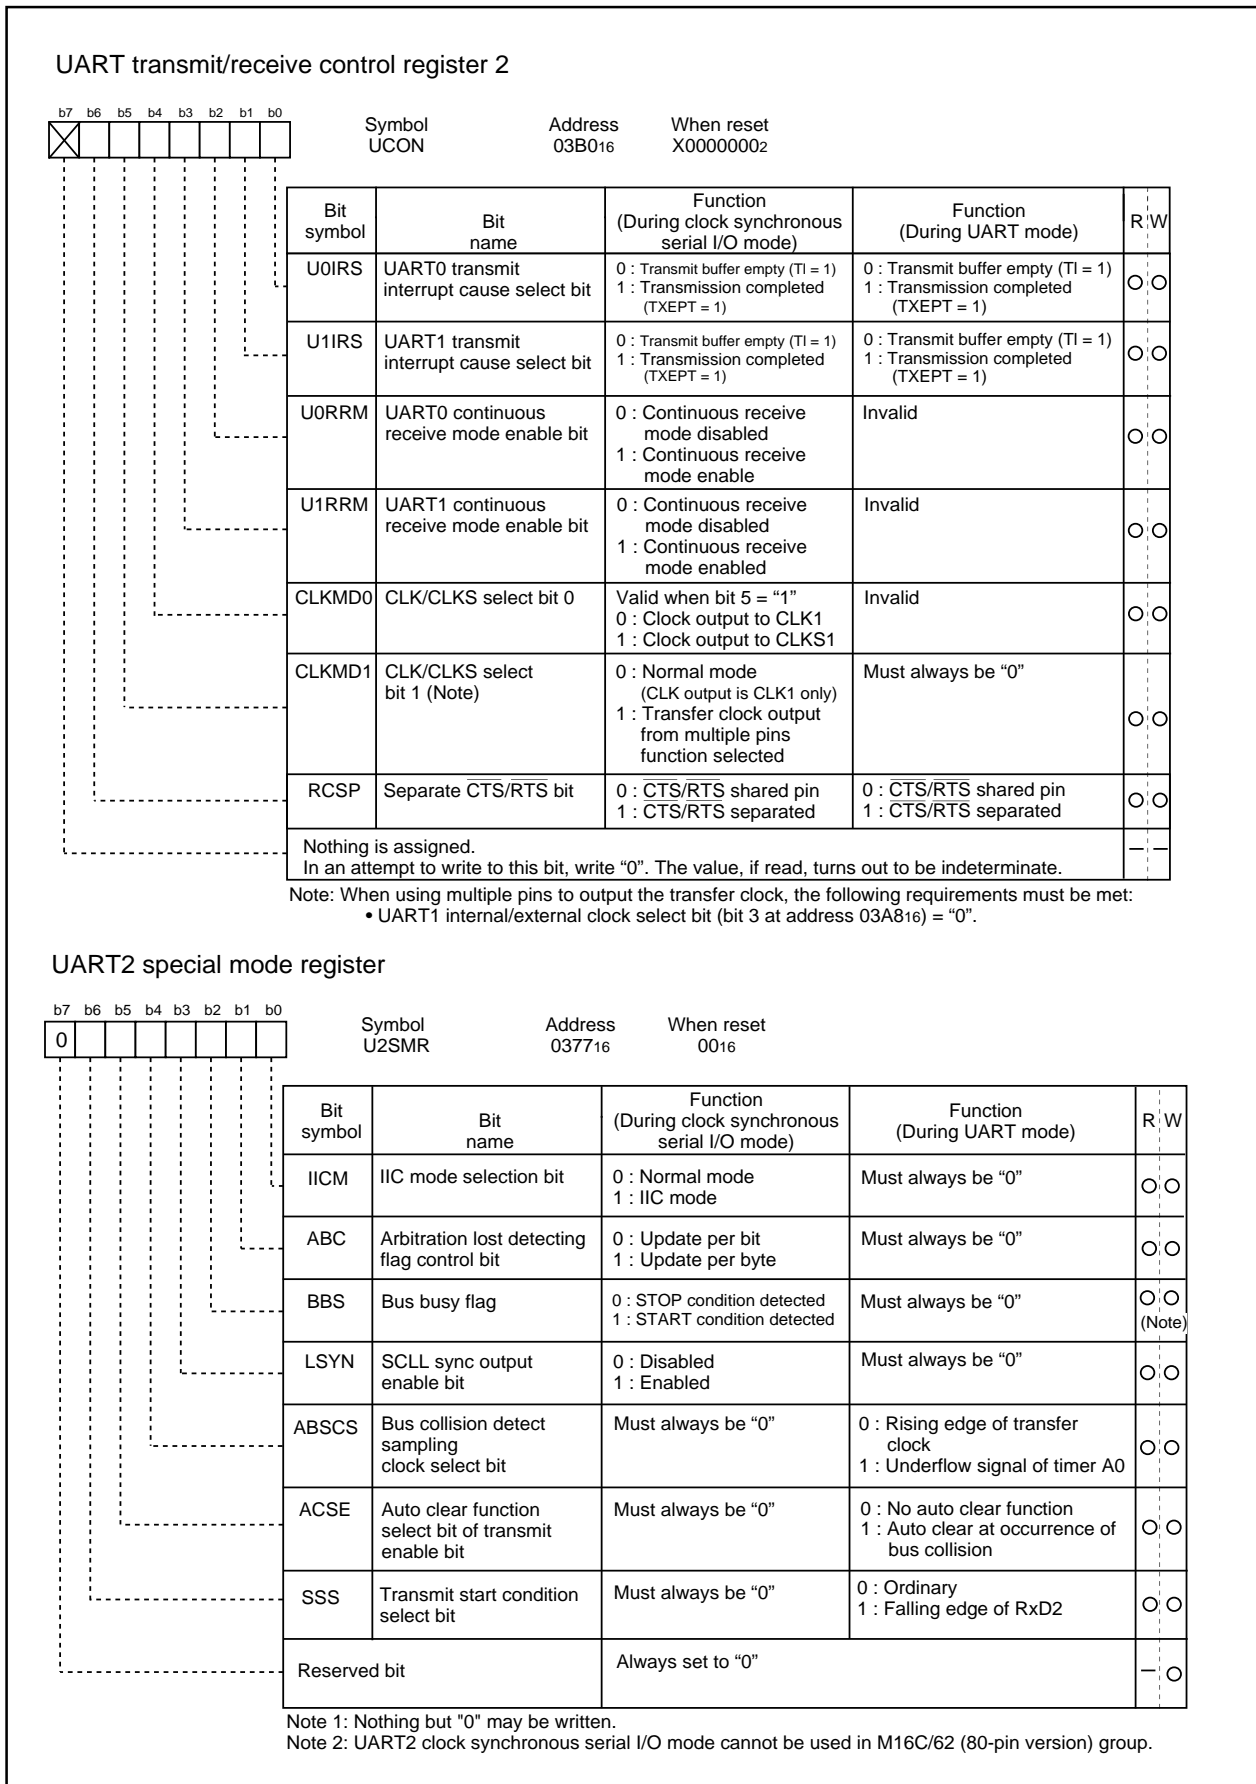 UART transmit/receive control register 2
b7 b6 b5 b4 b3 b2 b1 b0
Symbol Address When reset
UCON 03B016 X00000002
Bit symbol Bit name Function (During clock synchronous serial I/O mode) Function (During UART mode) R W
U0IRS UART0 transmit interrupt cause select bit
0 : Transmit buffer empty (TI = 1)
1 : Transmission completed
(TXEPT = 1)
0 : Transmit buffer empty (TI = 1)
1 : Transmission completed
(TXEPT = 1)
U1IRS UART1 transmit interrupt cause select bit
0 : Transmit buffer empty (TI = 1)
1 : Transmission completed
(TXEPT = 1)
0 : Transmit buffer empty (TI = 1)
1 : Transmission completed
(TXEPT = 1)
U0RRM UART0 continuous receive mode enable bit
0 : Continuous receive
mode disabled
1 : Continuous receive
mode enable
Invalid
U1RRM UART1 continuous receive mode enable bit
0 : Continuous receive
mode disabled
1 : Continuous receive
mode enabled
Invalid
CLKMD0 CLK/CLKS select bit 0
Valid when bit 5 = “1”
0 : Clock output to CLK1
1 : Clock output to CLKS1
Invalid
CLKMD1 CLK/CLKS select bit 1 (Note)
0 : Normal mode
(CLK output is CLK1 only)
1 : Transfer clock output
from multiple pins
function selected
Must always be “0”
RCSP Separate CTS/RTS bit
0 : CTS/RTS shared pin
1 : CTS/RTS separated
0 : CTS/RTS shared pin
1 : CTS/RTS separated
Nothing is assigned.
In an attempt to write to this bit, write “0”. The value, if read, turns out to be indeterminate.
Note: When using multiple pins to output the transfer clock, the following requirements must be met:
• UART1 internal/external clock select bit (bit 3 at address 03A816) = “0”.
UART2 special mode register
b7 b6 b5 b4 b3 b2 b1 b0
0
Symbol Address When reset
U2SMR 037716 0016
Bit symbol Bit name Function (During clock synchronous serial I/O mode) Function (During UART mode) R W
IICM IIC mode selection bit
0 : Normal mode
1 : IIC mode
Must always be “0”
ABC Arbitration lost detecting flag control bit
0 : Update per bit
1 : Update per byte
Must always be “0”
BBS Bus busy flag
0 : STOP condition detected
1 : START condition detected
Must always be “0”
(Note)
LSYN SCLL sync output enable bit
0 : Disabled
1 : Enabled
Must always be “0”
ABSCS Bus collision detect sampling clock select bit
Must always be “0”
0 : Rising edge of transfer
clock
1 : Underflow signal of timer A0
ACSE Auto clear function select bit of transmit enable bit
Must always be “0”
0 : No auto clear function
1 : Auto clear at occurrence of
bus collision
SSS Transmit start condition select bit
Must always be “0”
0 : Ordinary
1 : Falling edge of RxD2
Reserved bit
Always set to “0”
Note 1: Nothing but "0" may be written.
Note 2: UART2 clock synchronous serial I/O mode cannot be used in M16C/62 (80-pin version) group.